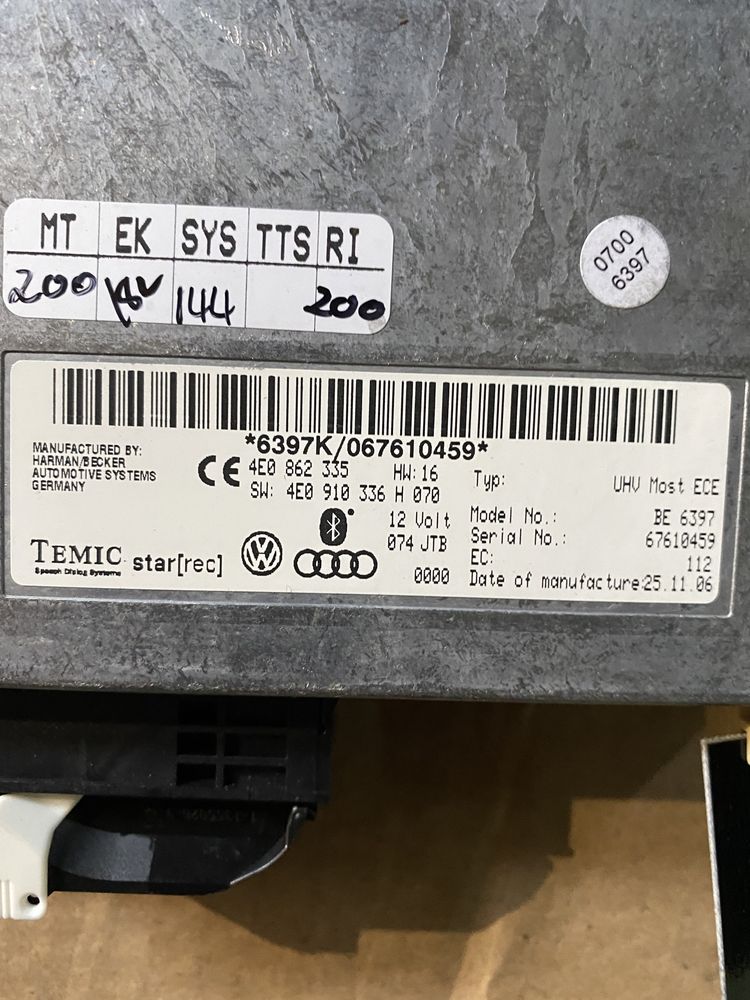 MT EK SYS TTS RI
200 144 200
0700
6397
*6397K/067610459*
MANUFACTURED BY:
HARMAN/BECKER
AUTOMOTIVE SYSTEMS
GERMANY
CE
4E0 862 335 HW: 16
SW: 4E0 910 336 H 070
12 Volt
074 JTB
0000
TEMIC
Speech Dialog Systems
star[rec]
Typ: UHV Most ECE
Model No.: BE 6397
Serial No.: 67610459
EC: 112
Date of manufacture:25.11.06